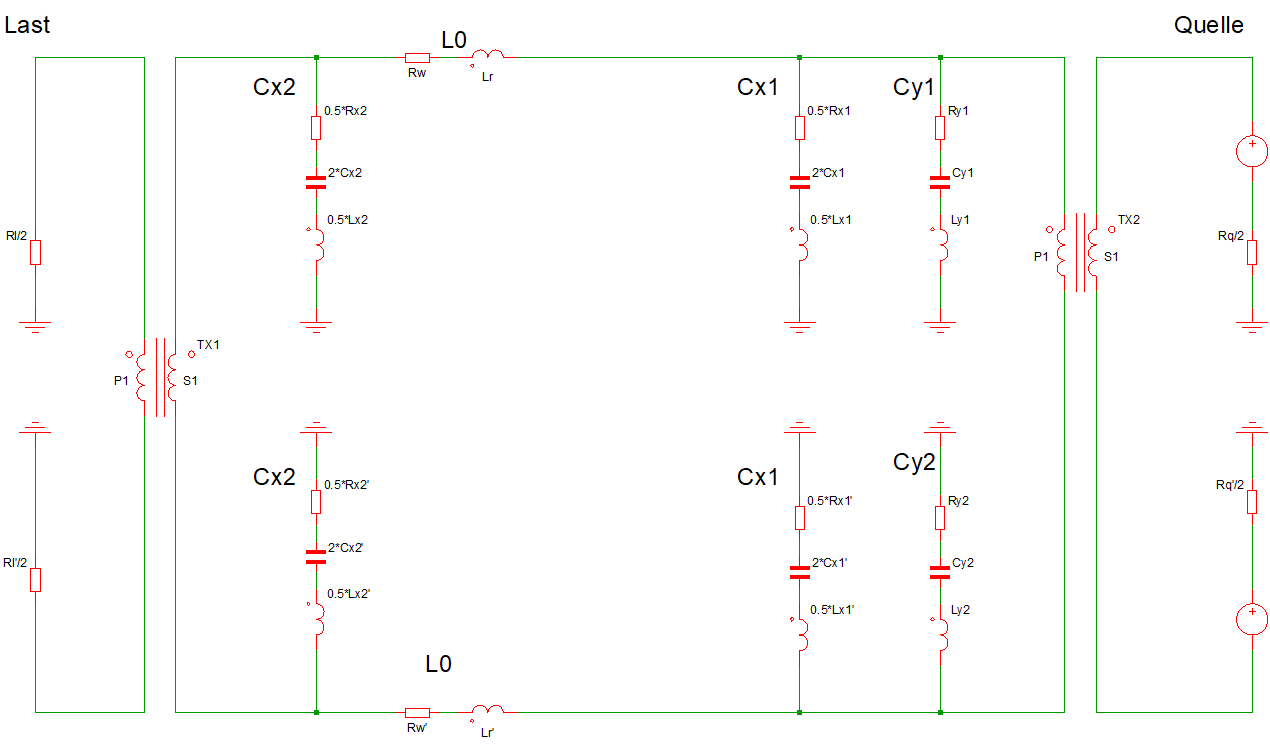 Last
Quelle
L0
Rw
Lr
Cx2
Cx1
Cy1
0.5*Rx2
0.5*Rx1
Ry1
2*Cx2
2*Cx1
Cy1
0.5*Lx2
0.5*Lx1
Ly1
TX2
Rl/2
P1
S1
Rq/2
TX1
P1
S1
Cx2
Cx1
Cy2
0.5*Rx2'
0.5*Rx1'
Ry2
Rq'/2
2*Cx2'
2*Cx1'
Cy2
Rl'/2
0.5*Lx2'
0.5*Lx1'
Ly2
L0
Rw'
Lr'